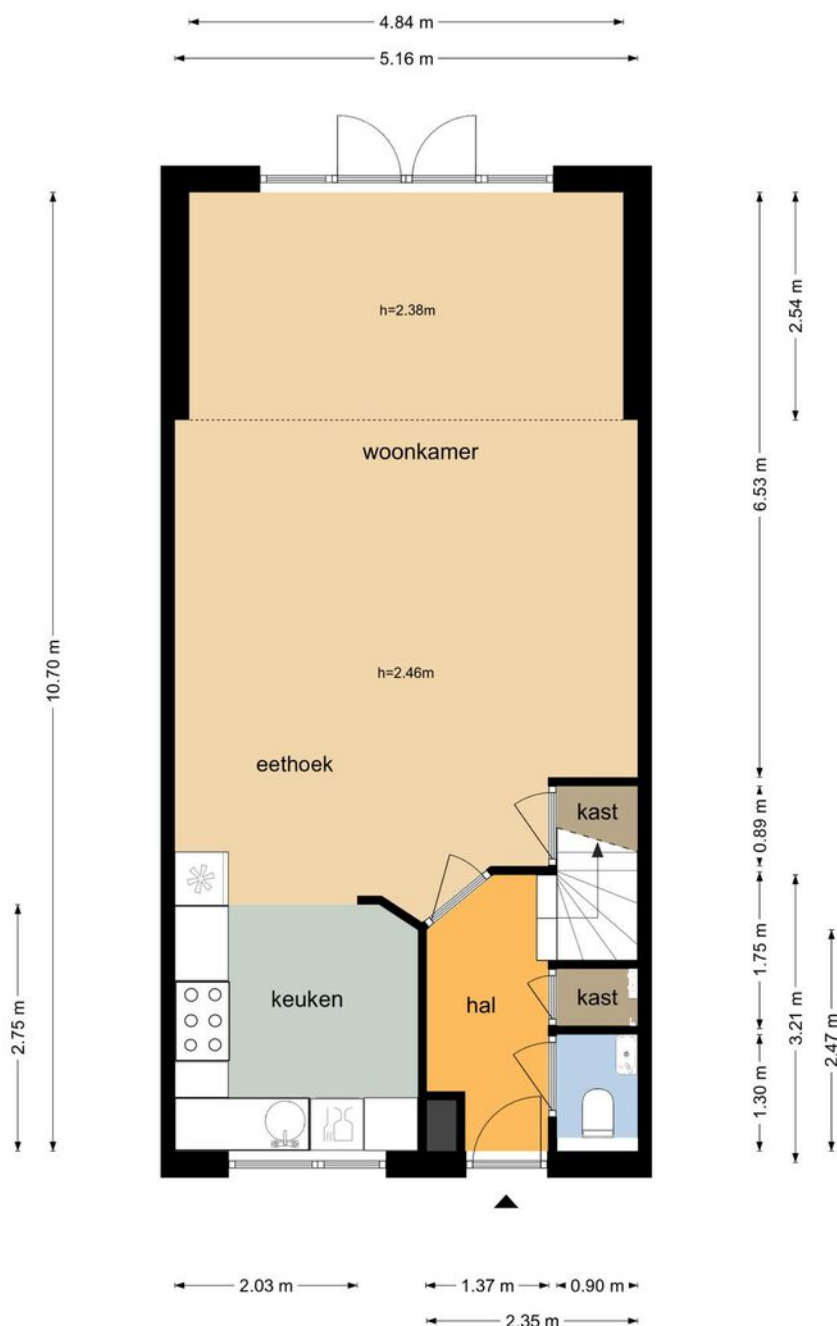 4.84 m
5.16 m
h=2.38m
2.54 m
woonkamer
6.53 m
10.70 m
h=2.46m
eethoek
kast
0.89 m
keuken
hal
kast
1.75 m
2.75 m
3.21 m
2.47 m
1.30 m
2.03 m
1.37 m
0.90 m
2.35 m